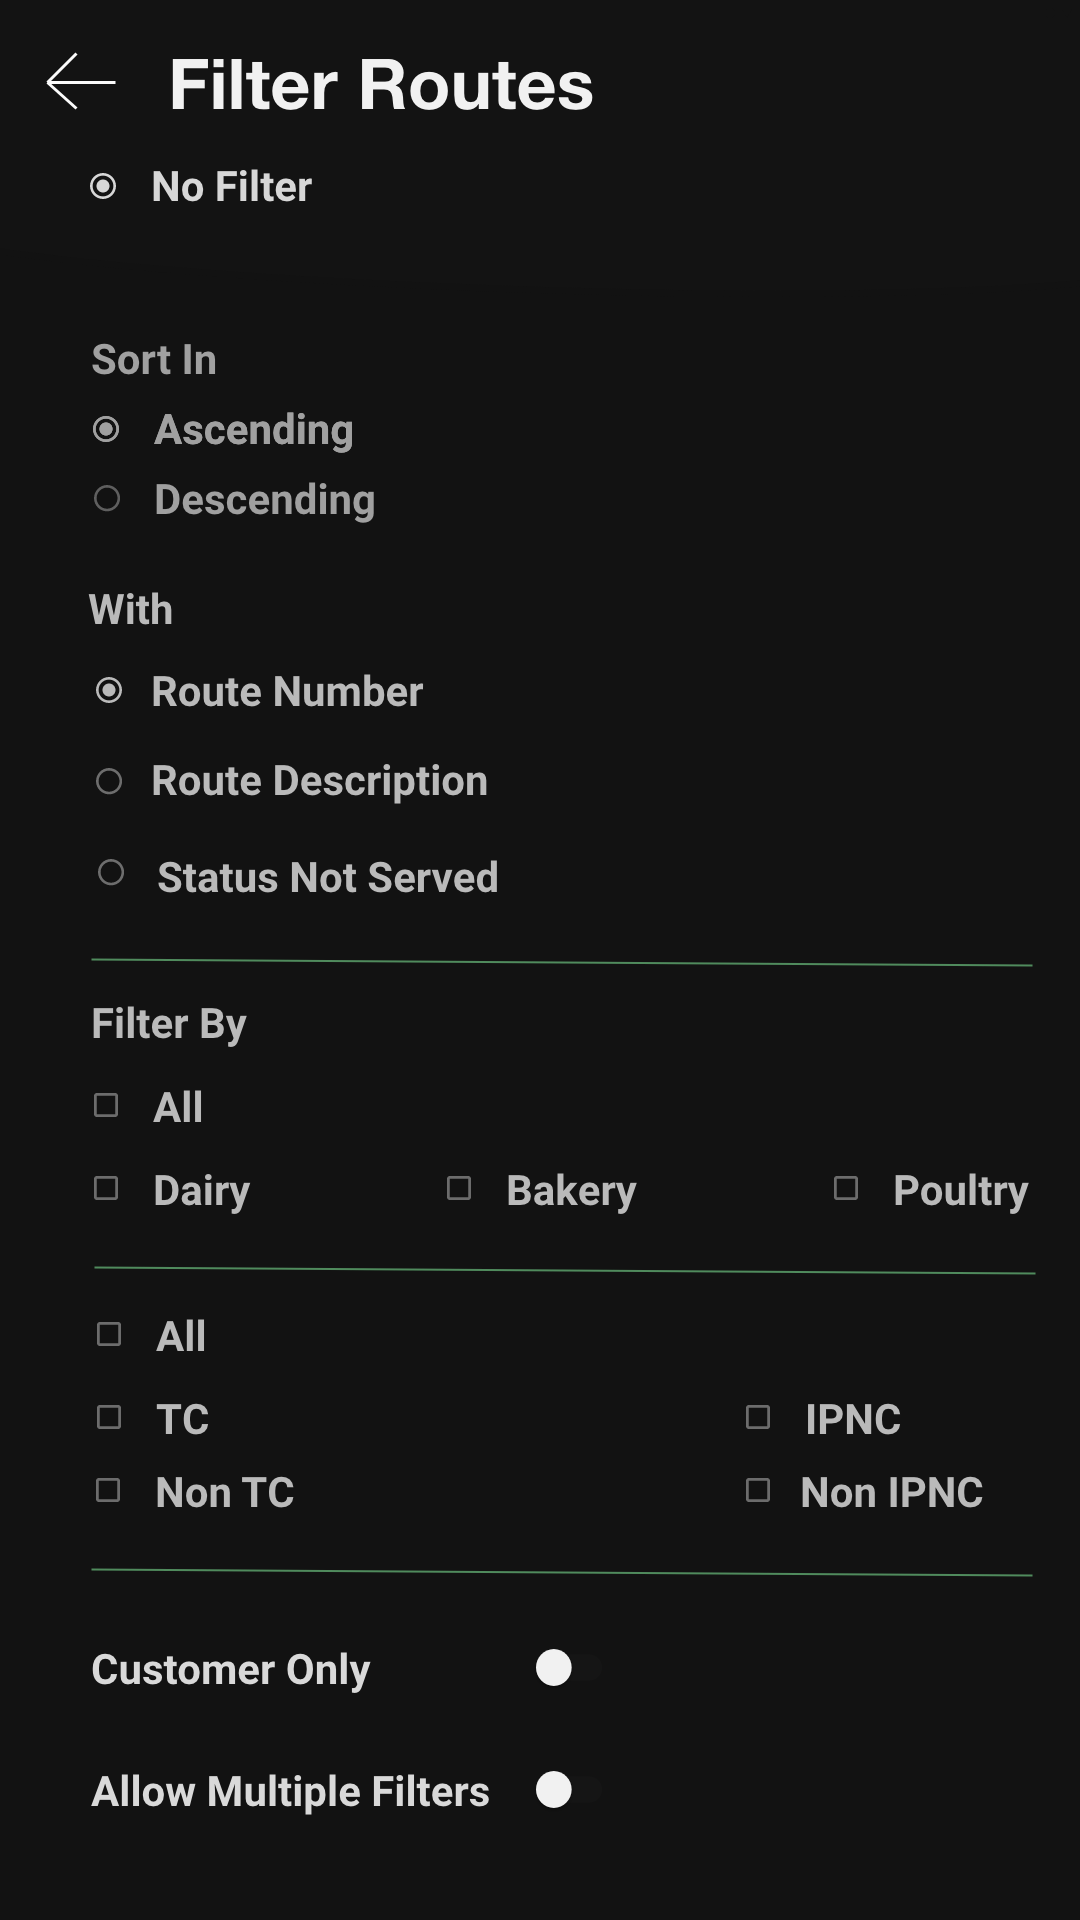 Filter Routes
No Filter
Sort In
Ascending
Descending
With
Route Number
Route Description
Status Not Served
Filter By
All
Dairy Bakery Poultry
All
TC IPNC
Non TC Non IPNC
Customer Only
Allow Multiple Filters